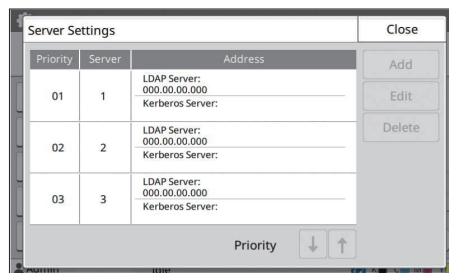 Server Settings
Close
Priority Server Address
Add
Edit
Delete
01 1 LDAP Server:
000.00.00.000
Kerberos Server:
02 2 LDAP Server:
000.00.00.000
Kerberos Server:
03 3 LDAP Server:
000.00.00.000
Kerberos Server:
Priority ↓ ↑
Admin Idle